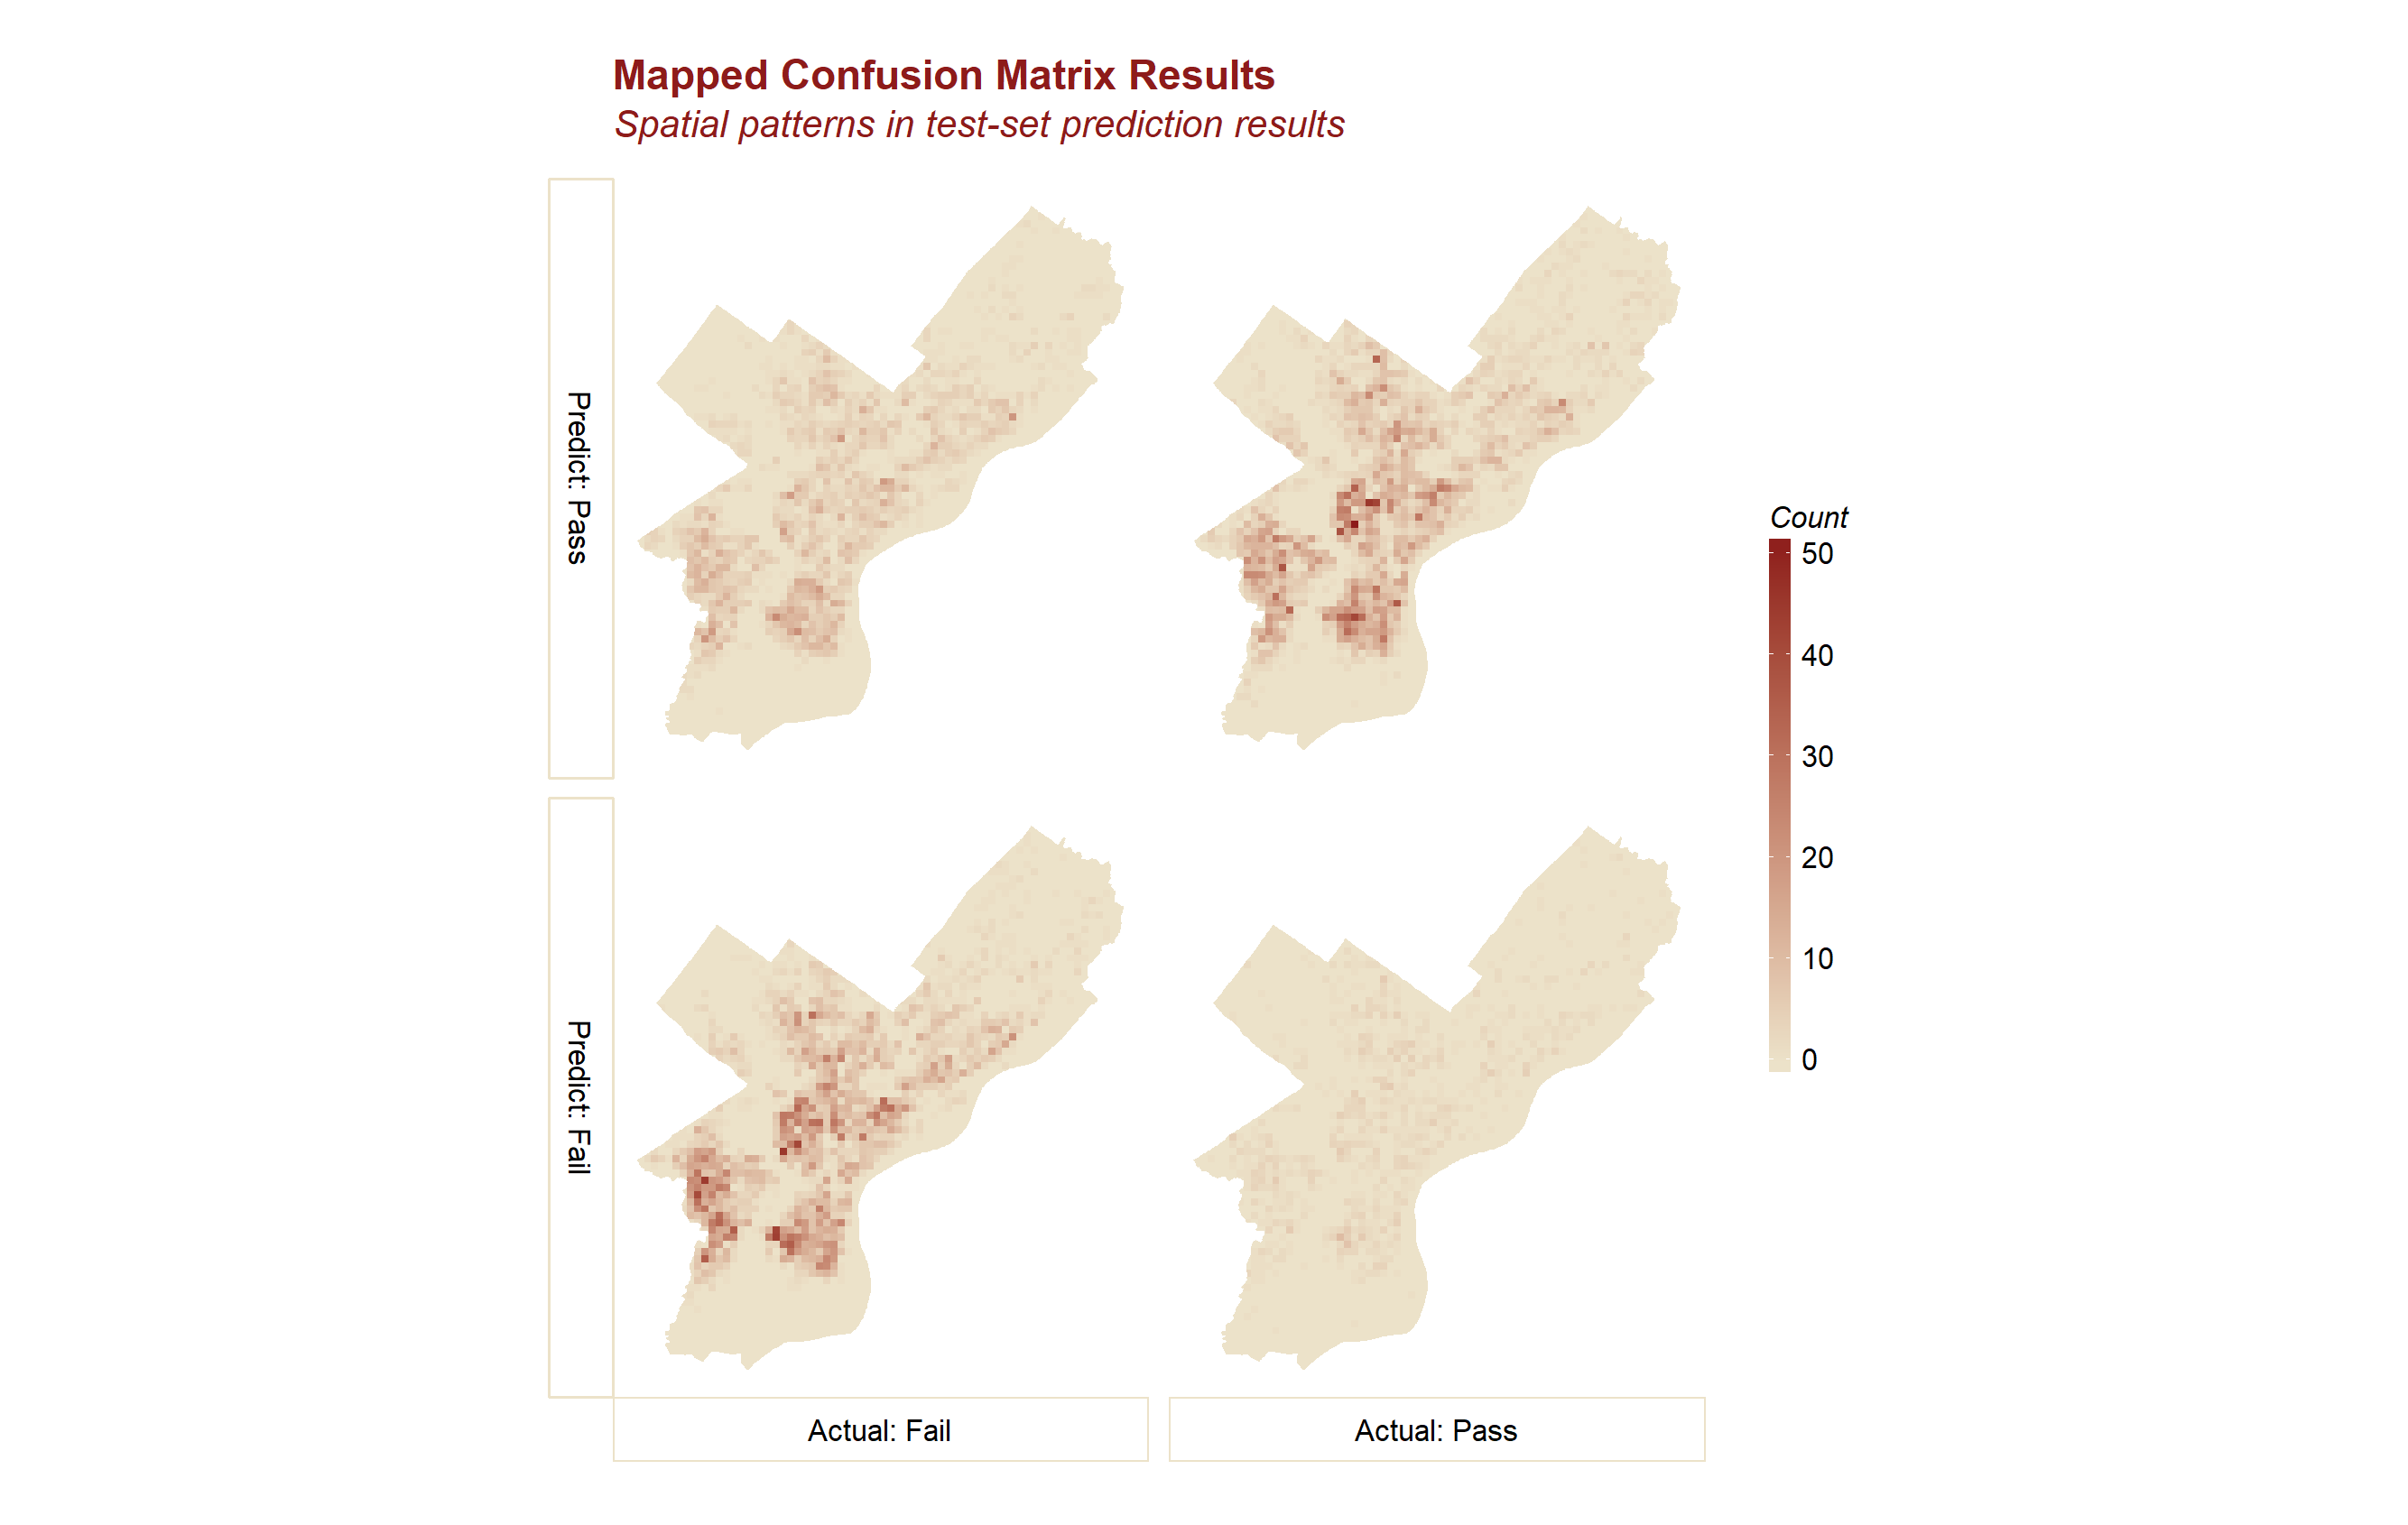 Mapped Confusion Matrix Results
Spatial patterns in test-set prediction results
Predict: Pass
Predict: Fail
Actual: Fail
Actual: Pass
Count
50
40
30
20
10
0